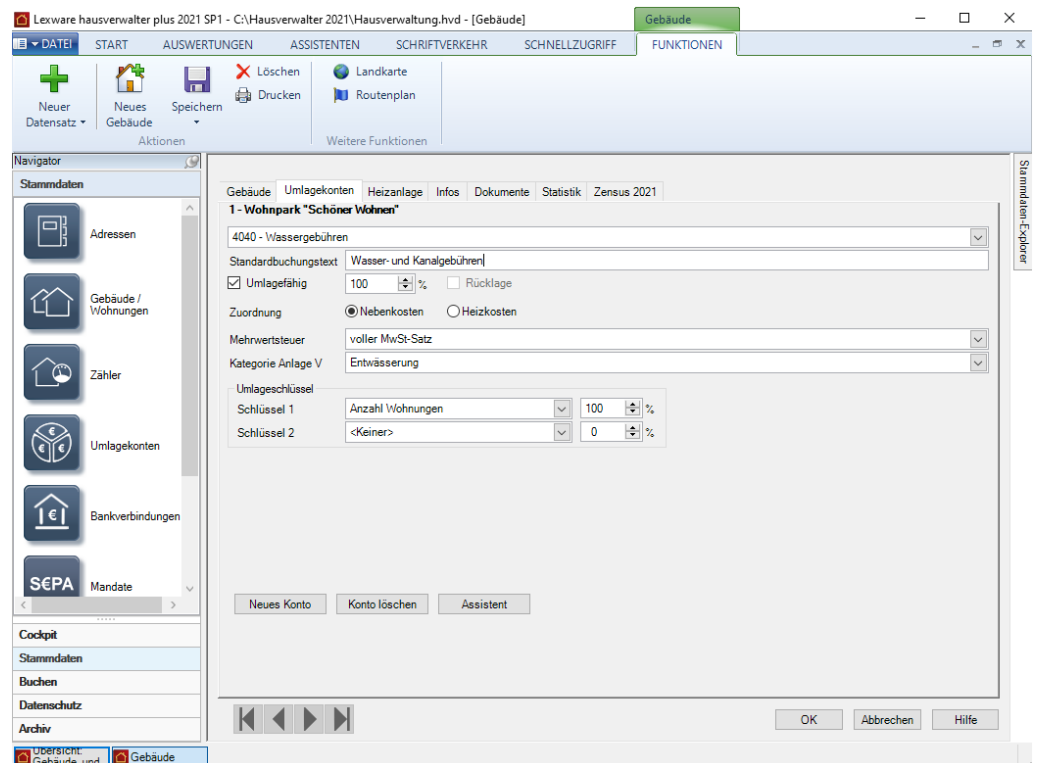 Lexware hausverwalter plus 2021 SP1 - C:\Hausverwalter 2021\Hausverwaltung.hvd - [Gebäude]
Gebäude
DATEI START AUSWERTUNGEN ASSISTENTEN SCHRIFTVERKEHR SCHNELLZUGRIFF FUNKTIONEN
Neuer
Datensatz
Neues
Gebäude
Speichern
Löschen
Drucken
Aktionen
Landkarte
Routenplan
Weitere Funktionen
Navigator
Stammdaten
Adressen
Gebäude /
Wohnungen
Zähler
Umlagekonten
Bankverbindungen
S€PA
Mandate
Cockpit
Stammdaten
Buchen
Datenschutz
Archiv
Gebäude Umlagekonten Heizanlage Infos Dokumente Statistik Zensus 2021
1 - Wohnpark "Schöner Wohnen"
4040 - Wassergebühren
Standardbuchungstext Wasser- und Kanalgebühren
Umlagefähig 100 % Rücklage
Zuordnung Nebenkosten Heizkosten
Mehrwertsteuer voller MwSt-Satz
Kategorie Anlage V Entwässerung
Umlageschlüssel
Schlüssel 1 Anzahl Wohnungen 100 %
Schlüssel 2 <Keiner> 0 %
Neues Konto Konto löschen Assistent
OK Abbrechen Hilfe
Stammdaten-Explorer
Übersicht:
Gebäude und
Gebäude